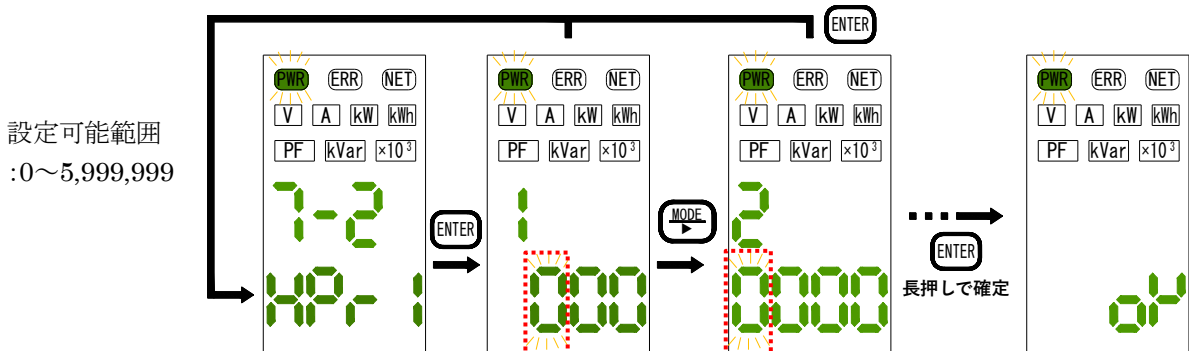 ENTER
設定可能範囲
:0～5,999,999
PWR ERR NET
V A kW kWh
PF kVar ×10³
7-2
HPr 1
ENTER
PWR ERR NET
V A kW kWh
PF kVar ×10³
1
000
MODE
▶
PWR ERR NET
V A kW kWh
PF kVar ×10³
2
0000
ENTER
長押しで確定
PWR ERR NET
V A kW kWh
PF kVar ×10³